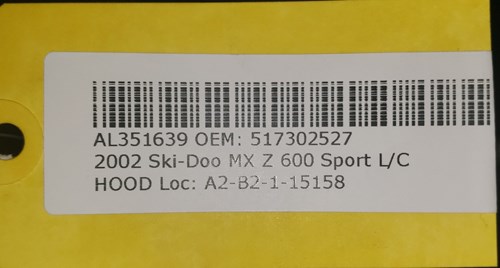 AL351639 OEM: 517302527
2002 Ski-Doo MX Z 600 Sport L/C
HOOD Loc: A2-B2-1-15158